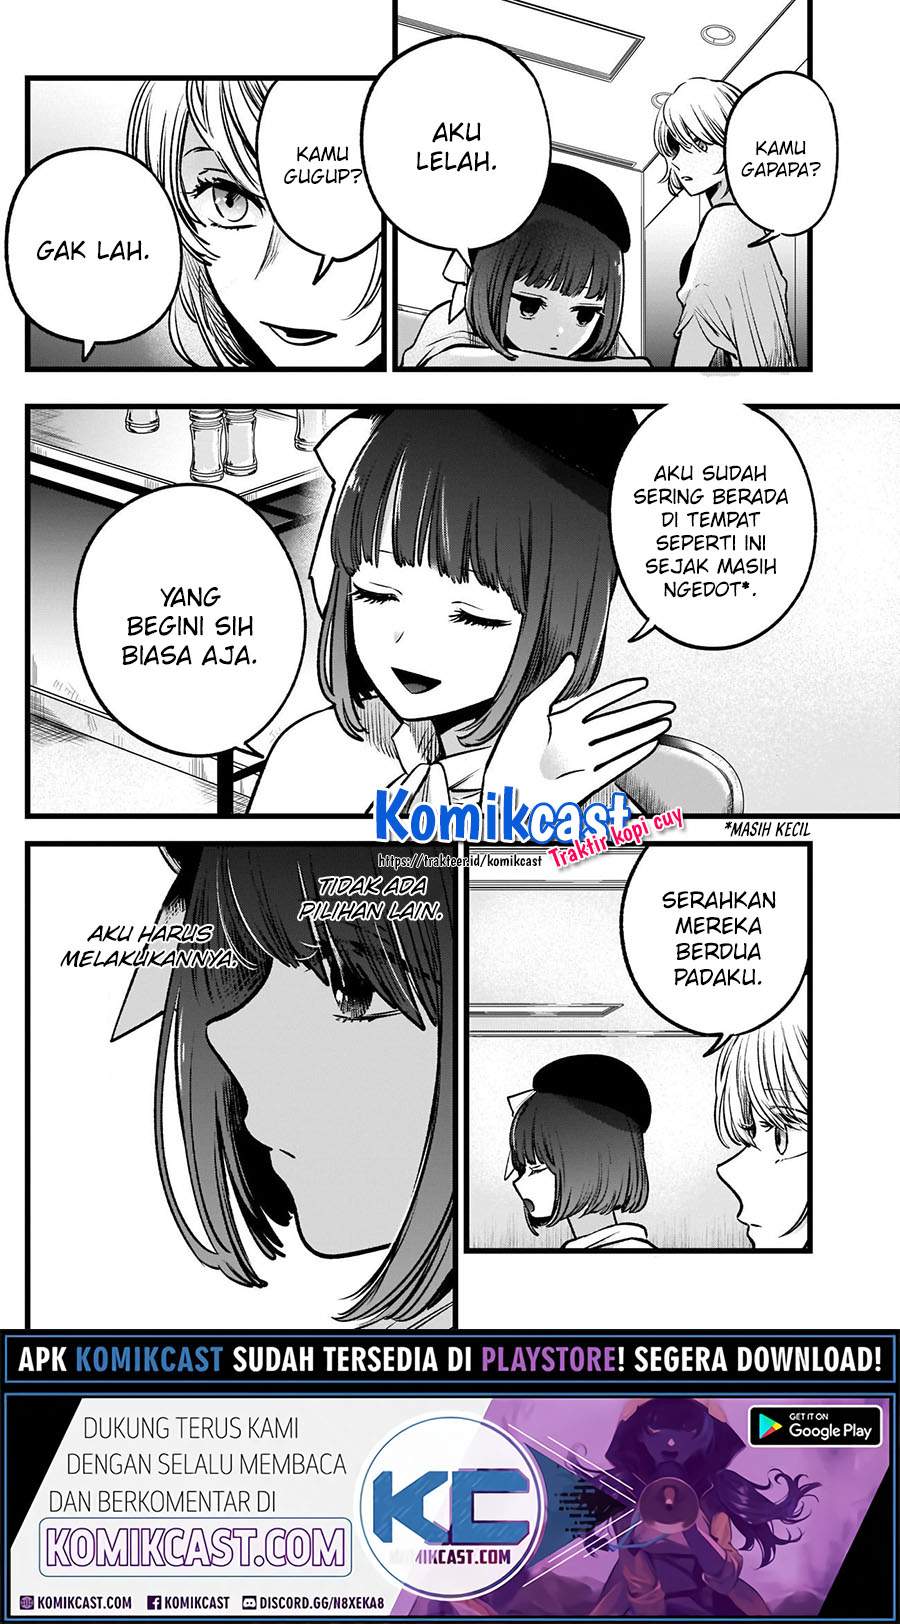 KAMU
GAPAPA?
AKU
LELAH.
KAMU
GUGUP?
GAK LAH.
AKU SUDAH
SERING BERADA
DI TEMPAT
SEPERTI INI
SEJAK MASIH
NGEDOT*.
YANG
BEGINI SIH
BIASA AJA.
*MASIH KECIL
Komikcast
Traktir kopi cuy
https://trakteer.id/komikcast
SERAHKAN
MEREKA
BERDUA
PADAKU.
TIDAK ADA
PILIHAN LAIN.
AKU HARUS
MELAKUKANNYA.
APK KOMIKCAST SUDAH TERSEDIA DI PLAYSTORE! SEGERA DOWNLOAD!
DUKUNG TERUS KAMI
DENGAN SELALU MEMBACA
DAN BERKOMENTAR DI
KOMIKCAST.COM
KC
KOMIKCAST.COM
GET IT ON
Google Play
KOMIKCAST.COM
KOMIKCAST
DISCORD.GG/N8XEKA8